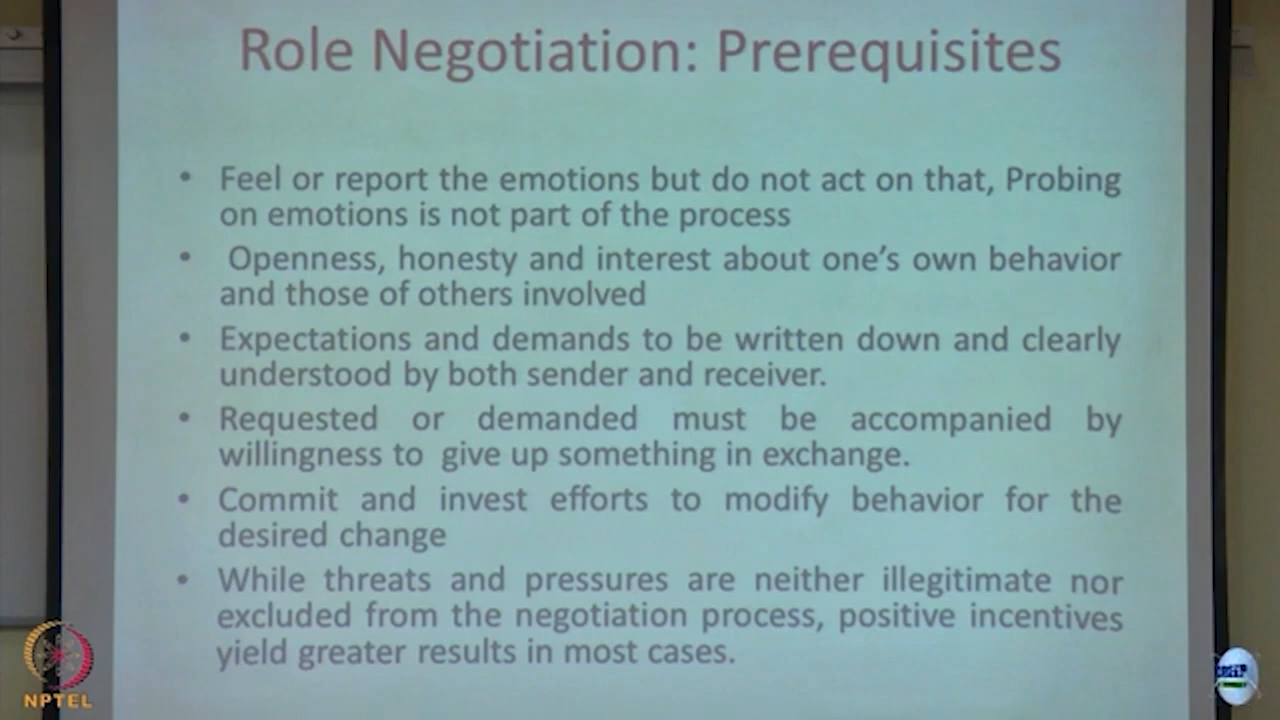 Role Negotiation: Prerequisites
• Feel or report the emotions but do not act on that, Probing
on emotions is not part of the process
• Openness, honesty and interest about one's own behavior
and those of others involved
• Expectations and demands to be written down and clearly
understood by both sender and receiver.
• Requested or demanded must be accompanied by
willingness to give up something in exchange.
• Commit and invest efforts to modify behavior for the
desired change
• While threats and pressures are neither illegitimate nor
excluded from the negotiation process, positive incentives
yield greater results in most cases.
NPTEL